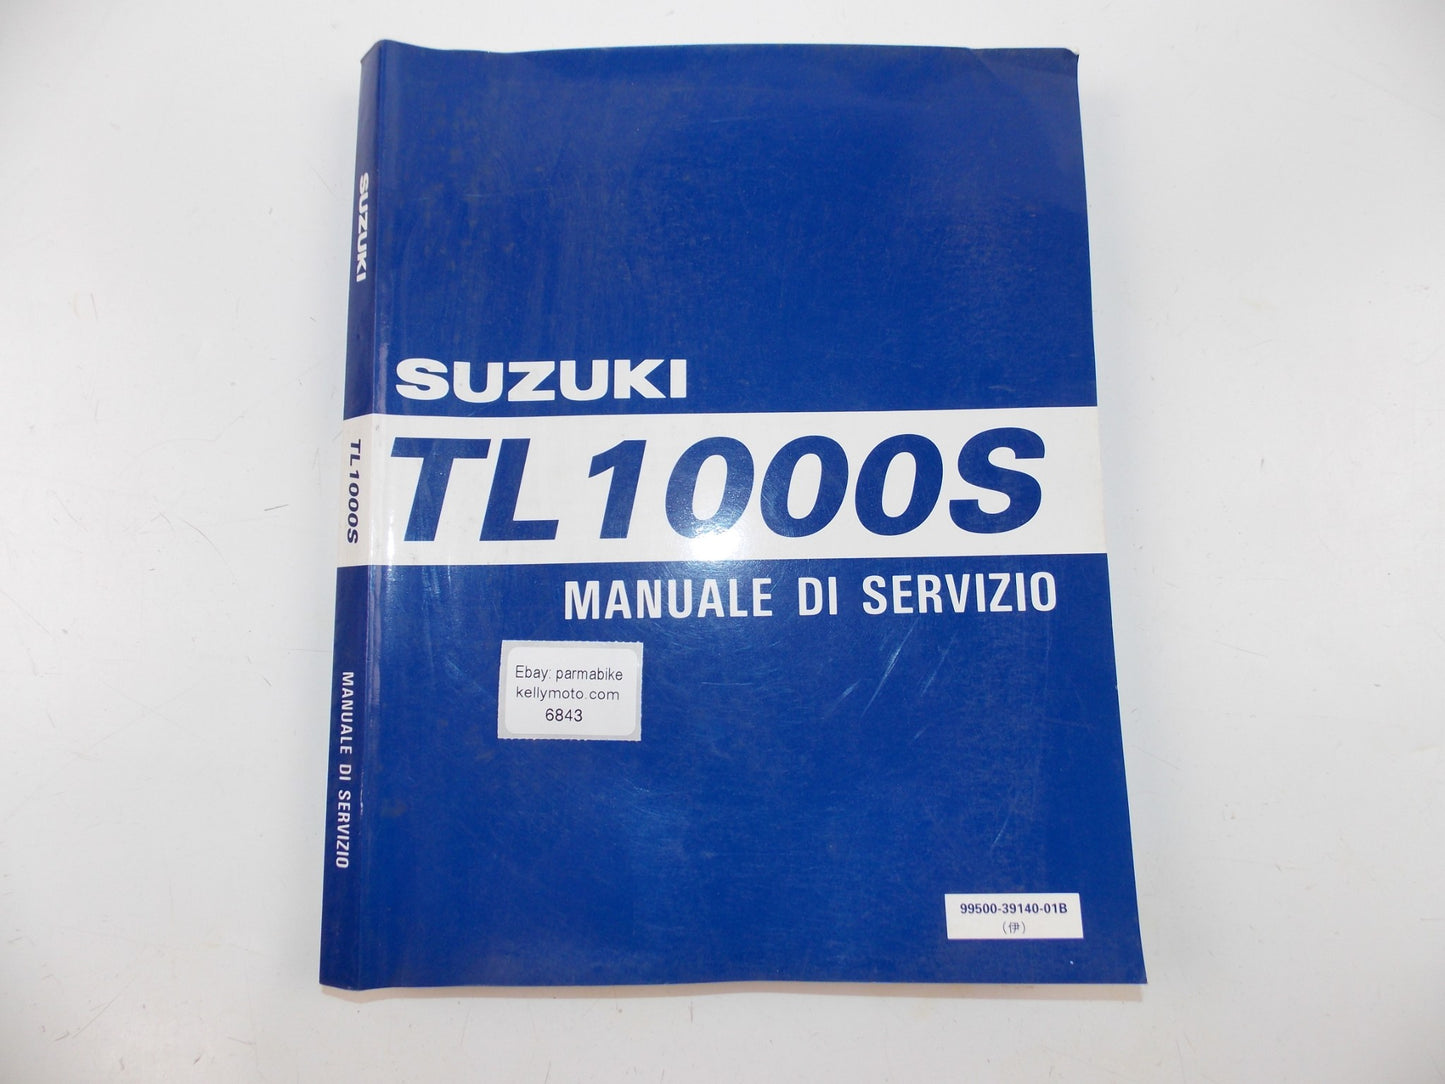 SUZUKI
TL1000S
MANUALE DI SERVIZIO
SUZUKI
TL1000S
MANUALE DI SERVIZIO
Ebay: parmabike
kellymoto.com
6843
99500-39140-01B
(伊)